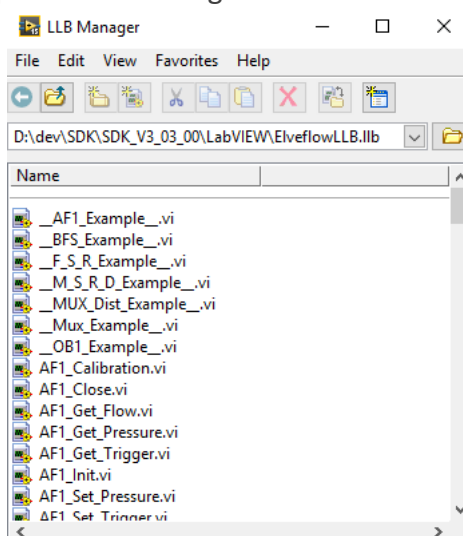 LLB Manager
File Edit View Favorites Help
D:\dev\SDK\SDK_V3_03_00\LabVIEW\ElveflowLLB.llb
Name
__AF1_Example__.vi
__BFS_Example__.vi
__F_S_R_Example__.vi
__M_S_R_D_Example__.vi
__MUX_Dist_Example__.vi
__Mux_Example__.vi
__OB1_Example__.vi
AF1_Calibration.vi
AF1_Close.vi
AF1_Get_Flow.vi
AF1_Get_Pressure.vi
AF1_Get_Trigger.vi
AF1_Init.vi
AF1_Set_Pressure.vi
AF1_Set_Trigger.vi